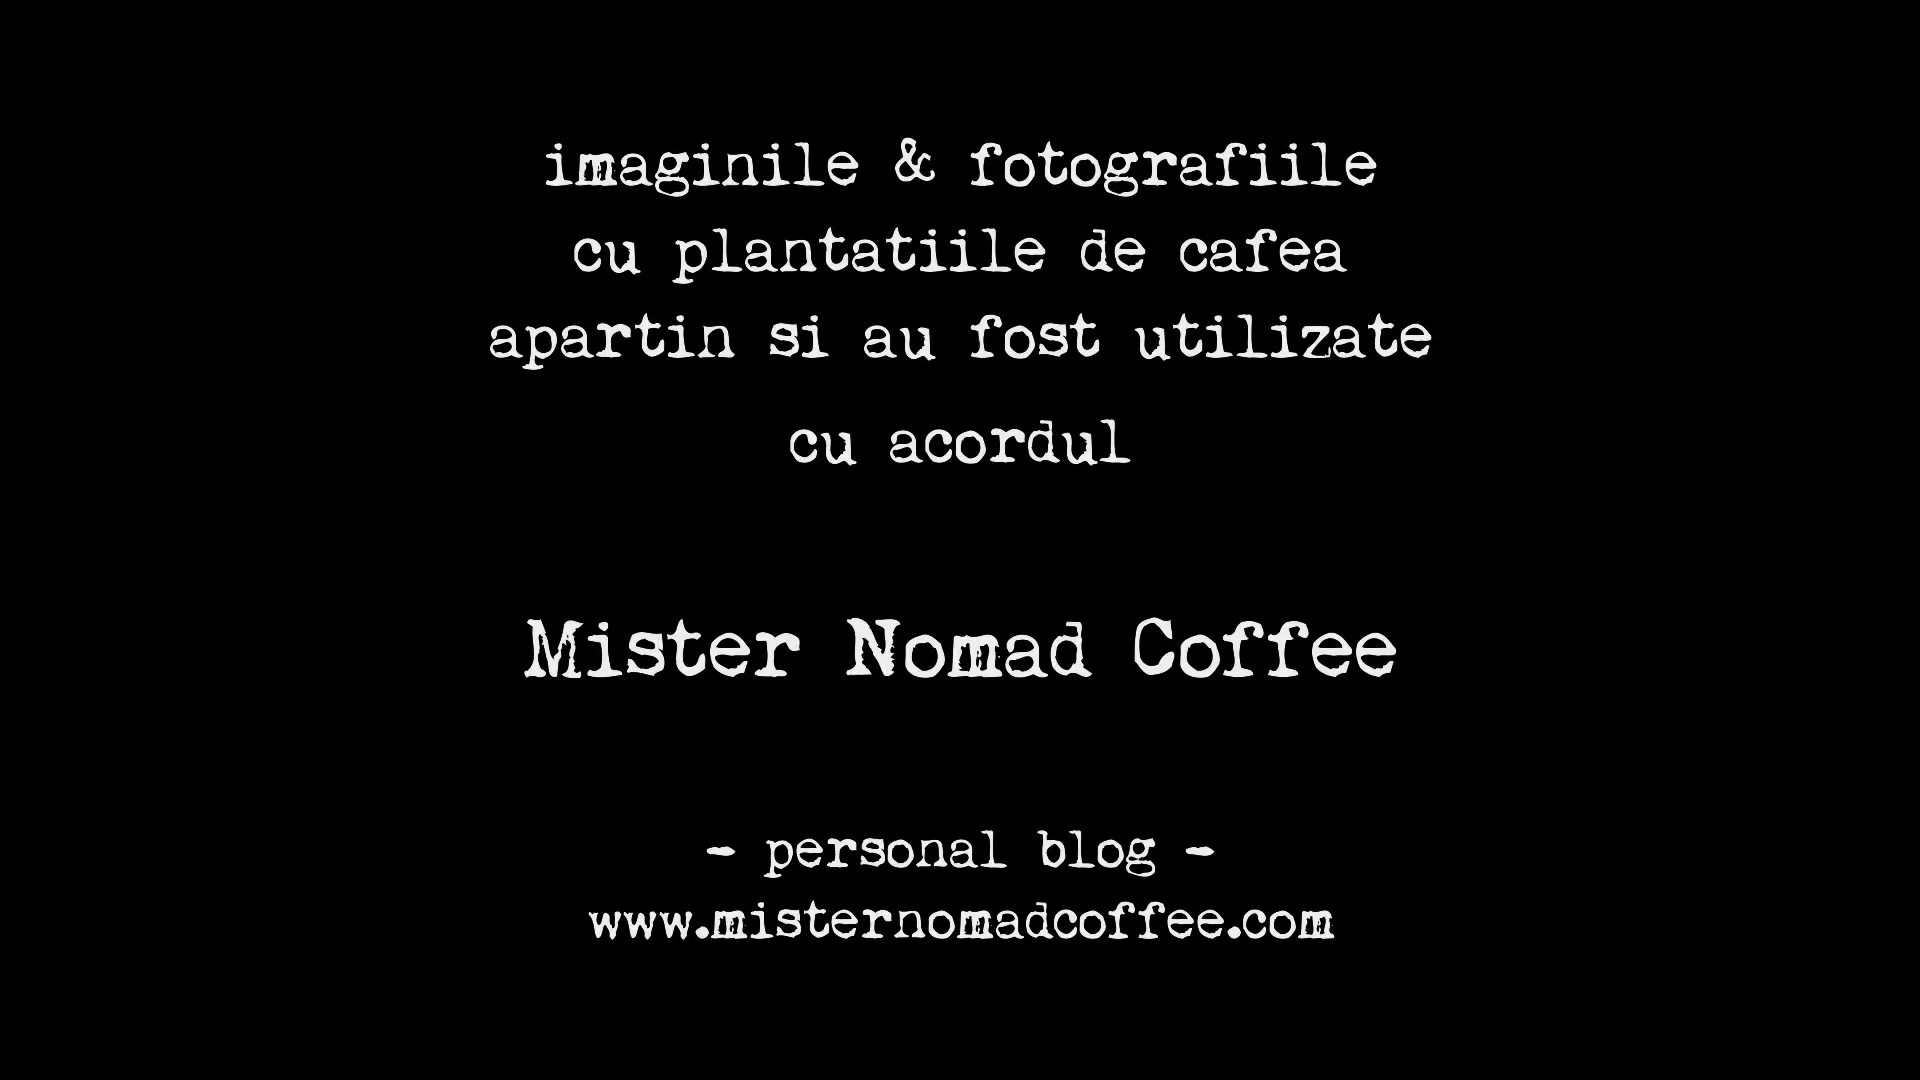 imaginile & fotografiile
cu plantatiile de cafea
apartin si au fost utilizate
cu acordul
Mister Nomad Coffee
- personal blog -
www.misternomadcoffee.com